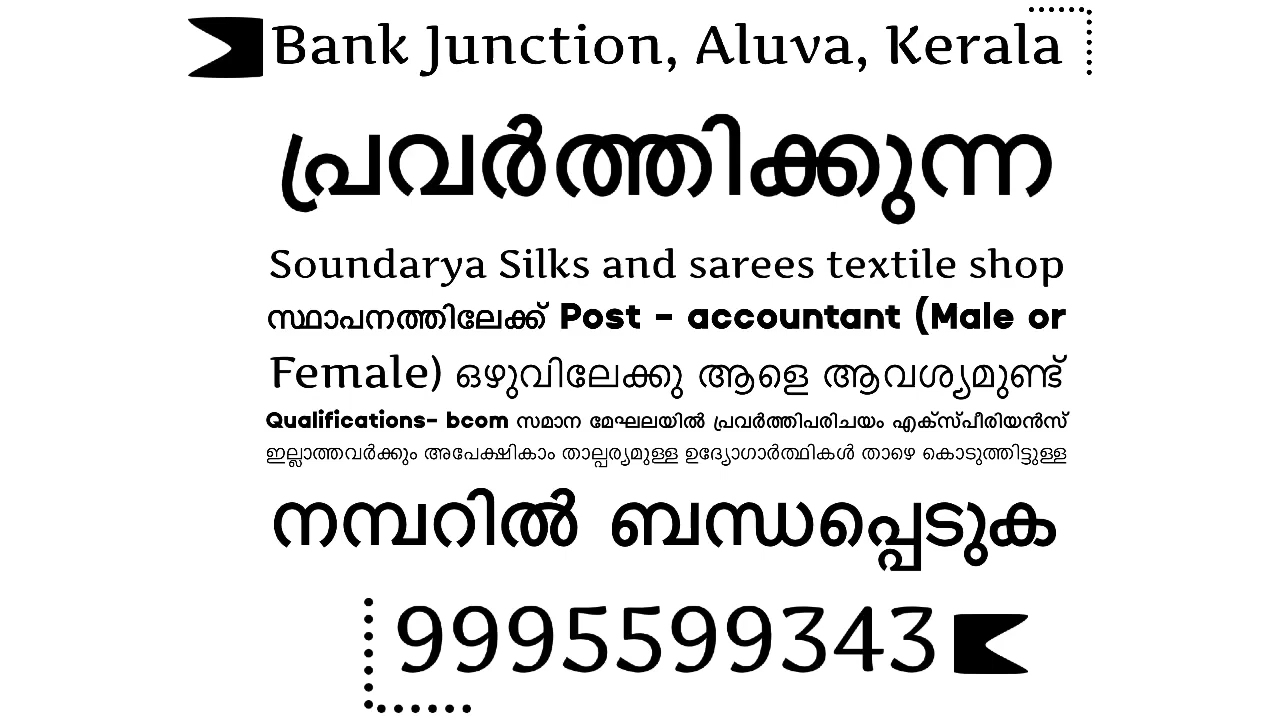 Bank Junction, Aluva, Kerala
പ്രവർത്തിക്കുന്ന
Soundarya Silks and sarees textile shop
സ്ഥാപനത്തിലേക്ക് Post - accountant (Male or
Female) ഒഴുവിലേക്കു ആളെ ആവശ്യമുണ്ട്
Qualifications- bcom സമാന മേഘലയിൽ പ്രവർത്തിപരിചയം എക്സ്പീരിയൻസ്
ഇല്ലാത്തവർക്കും അപേക്ഷികാം താല്പര്യമുള്ള ഉദ്യോഗാർത്ഥികൾ താഴെ കൊടുത്തിട്ടുള്ള
നമ്പറിൽ ബന്ധപ്പെടുക
9995599343